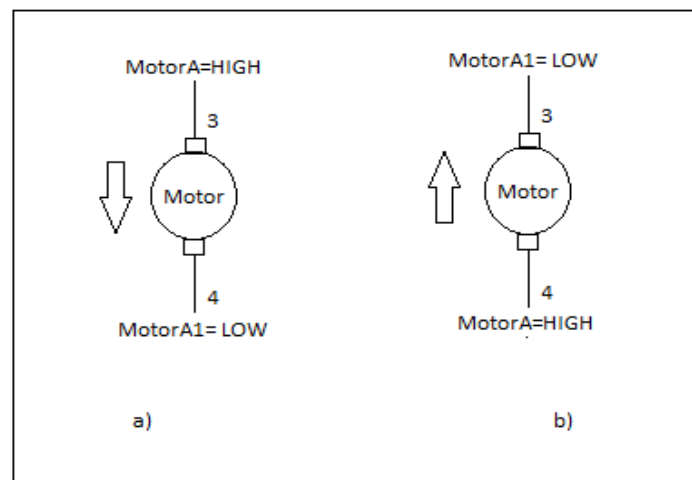 MotorA=HIGH
3
Motor
4
MotorA1= LOW
a)
MotorA1= LOW
3
Motor
4
MotorA=HIGH
b)